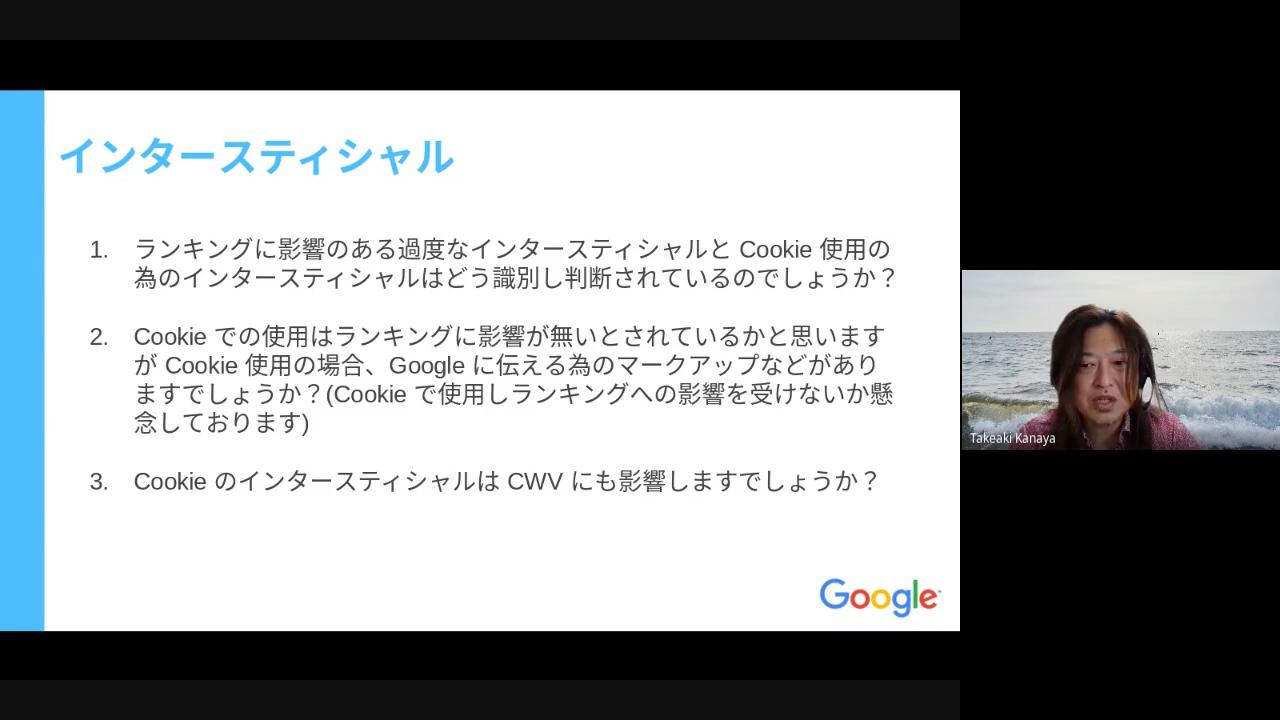 インタースティシャル
1. ランキングに影響のある過度なインタースティシャルと Cookie 使用の
為のインタースティシャルはどう識別し判断されているのでしょうか？
2. Cookie での使用はランキングに影響が無いとされているかと思います
が Cookie 使用の場合、Google に伝える為のマークアップなどがあり
ますでしょうか？(Cookie で使用しランキングへの影響を受けないか懸
念しております)
3. Cookie のインタースティシャルは CWV にも影響しますでしょうか？
Google
Takeaki Kanaya